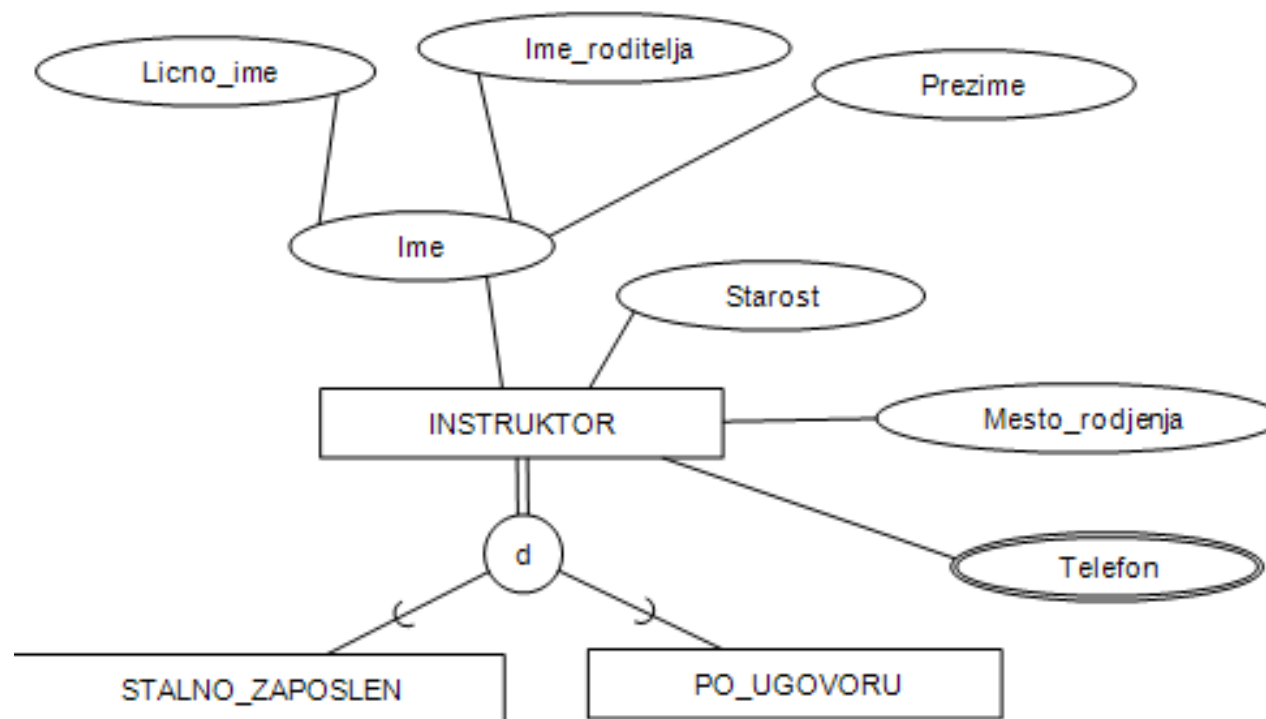 Ime_roditelja
Licno_ime
Prezime
Ime
Starost
INSTRUKTOR
Mesto_rodjenja
d
Telefon
STALNO_ZAPOSLEN
PO_UGOVORU